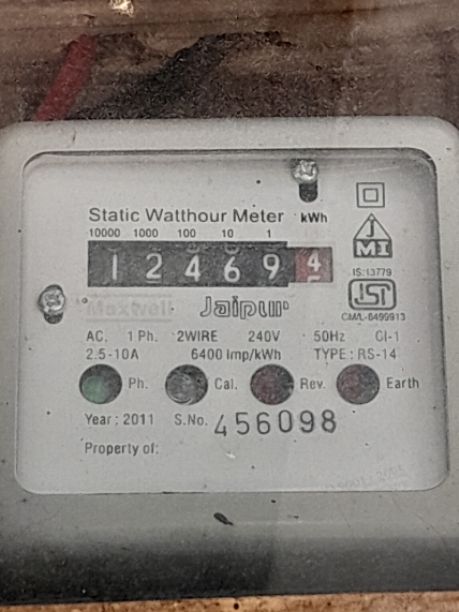 Static Watthour Meter kWh
10000 1000 100 10 1
1 2 4 6 9 4
JMI
IS:13779
ISI
CM/L-8499913
Maxwell Jaipur
AC. 1 Ph. 2WIRE 240V 50Hz Cl-1
2.5-10A 6400 Imp/kWh TYPE : RS-14
Ph. Cal. Rev. Earth
Year : 2011 S.No. 456098
Property of: